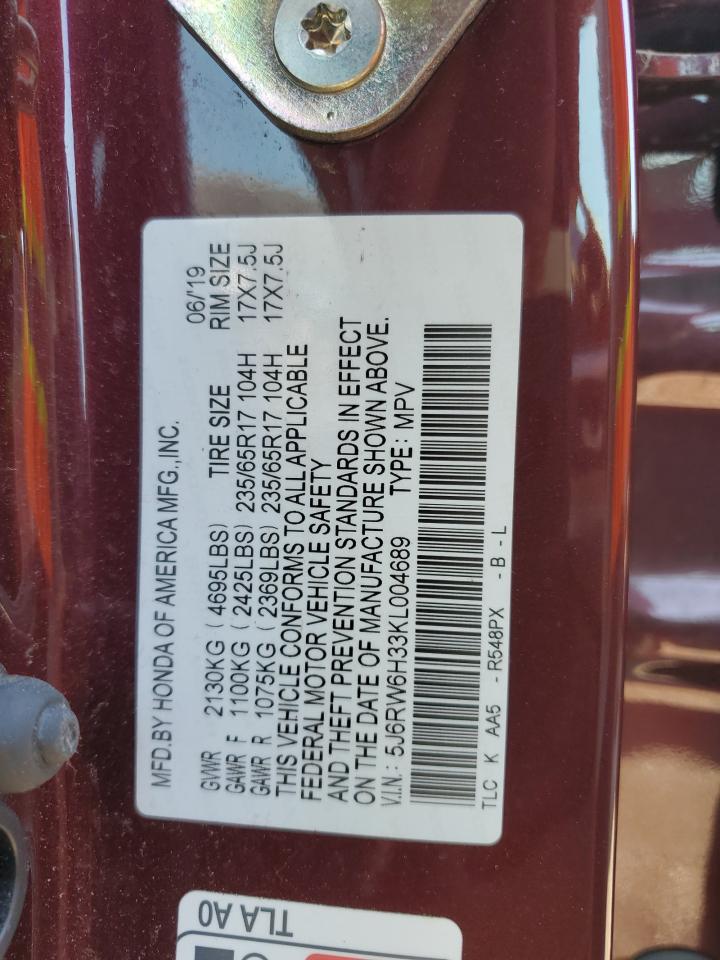 MFD.BY HONDA OF AMERICA MFG.,INC. 06/'19
TIRE SIZE RIM SIZE
GVWR 2130KG ( 4695LBS)
GAWR F 1100KG ( 2425LBS) 235/65R17 104H 17X7.5J
GAWR R 1075KG ( 2369LBS) 235/65R17 104H 17X7.5J
THIS VEHICLE CONFORMS TO ALL APPLICABLE
FEDERAL MOTOR VEHICLE SAFETY
AND THEFT PREVENTION STANDARDS IN EFFECT
ON THE DATE OF MANUFACTURE SHOWN ABOVE.
V.I.N.: 5J6RW6H33KL004689 TYPE: MPV
TLC K AA5 -R548PX -B-L
TLA A0